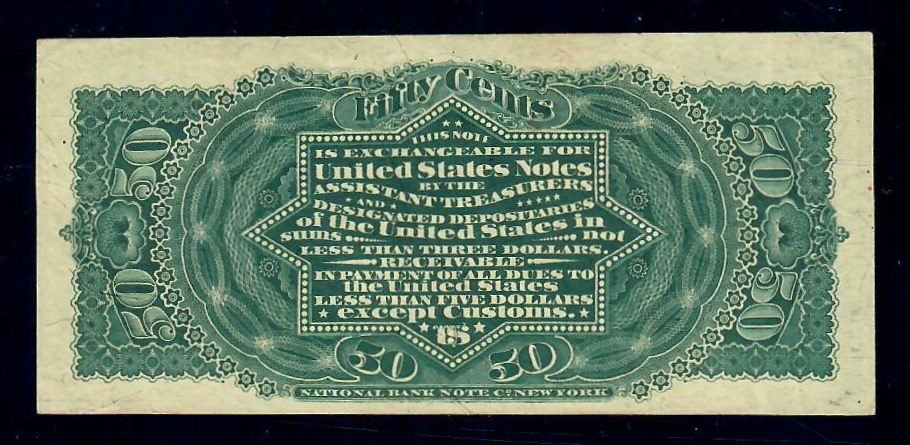 Fifty Cents
THIS NOTE
IS EXCHANGEABLE FOR
United States Notes
BY THE
ASSISTANT TREASURERS
AND
DESIGNATED DEPOSITARIES
of the United States in
sums not
LESS THAN THREE DOLLARS.
RECEIVABLE
IN PAYMENT OF ALL DUES TO
the United States
LESS THAN FIVE DOLLARS
except Customs.
US
50 50
50 50
50 50
NATIONAL BANK NOTE Co. NEW YORK